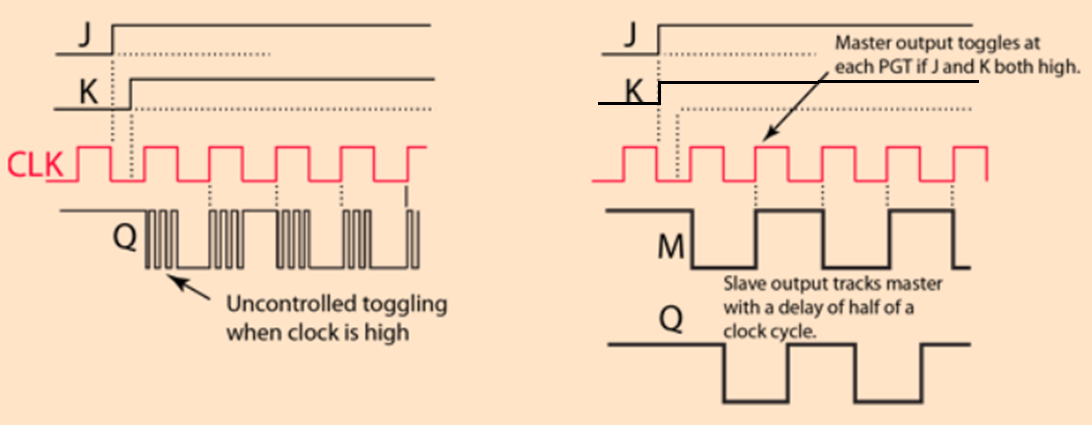 J
K
CLK
Q
Uncontrolled toggling
when clock is high
J
Master output toggles at
each PGT if J and K both high.
K
M
Slave output tracks master
with a delay of half of a
clock cycle.
Q